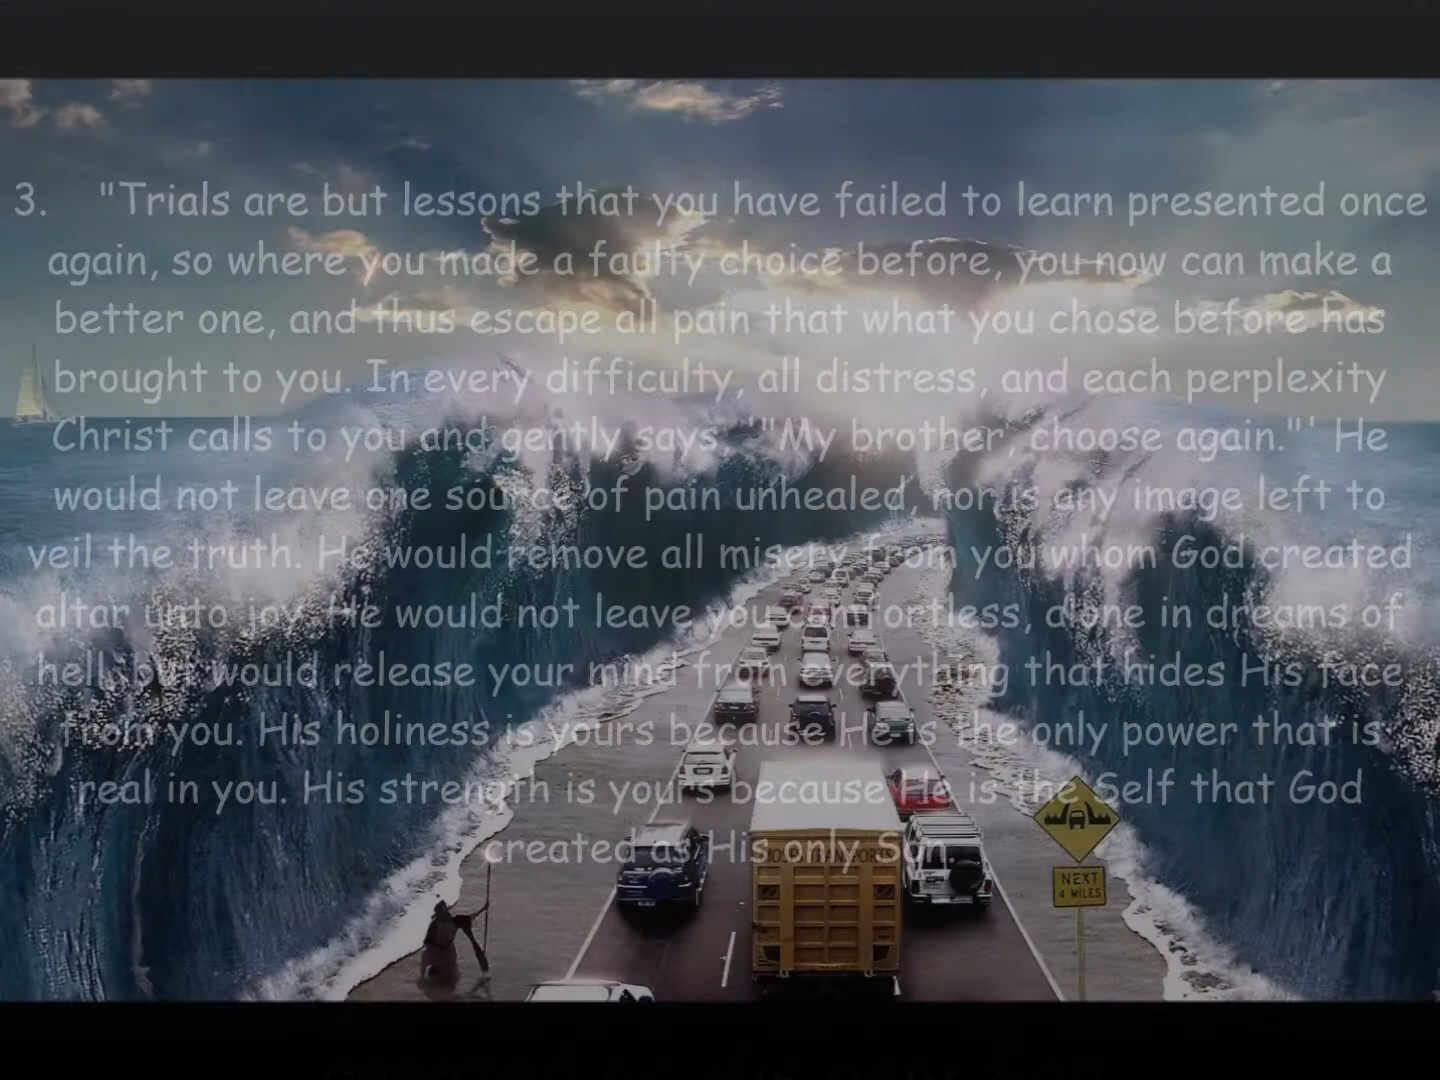 3. "Trials are but lessons that you have failed to learn presented once
again, so where you made a faulty choice before, you now can make a
better one, and thus escape all pain that what you chose before has
brought to you. In every difficulty, all distress, and each perplexity
Christ calls to you and gently says, '"My brother, choose again."' He
would not leave one source of pain unhealed, nor is any image left to
veil the truth. He would remove all misery from you whom God created
altar unto joy. He would not leave you comfortless, alone in dreams of
hell, but would release your mind from everything that hides His face
from you. His holiness is yours because He is the only power that is
real in you. His strength is yours because He is the Self that God
created as His only
NEXT
4 MILES